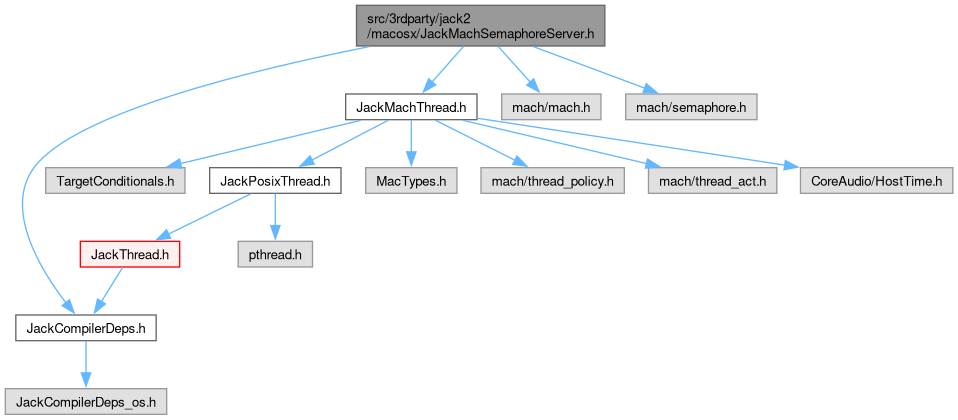 src/3rdparty/jack2
/macosx/JackMachSemaphoreServer.h
JackMachThread.h
mach/mach.h
mach/semaphore.h
TargetConditionals.h
JackPosixThread.h
MacTypes.h
mach/thread_policy.h
mach/thread_act.h
CoreAudio/HostTime.h
JackThread.h
pthread.h
JackCompilerDeps.h
JackCompilerDeps_os.h